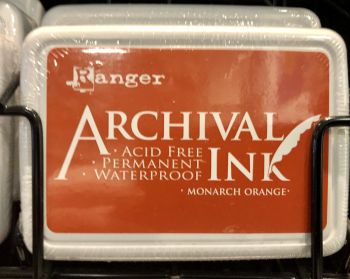 Ranger
ARCHIVAL
· ACID FREE
· PERMANENT
· WATERPROOF
INK
· MONARCH ORANGE ·